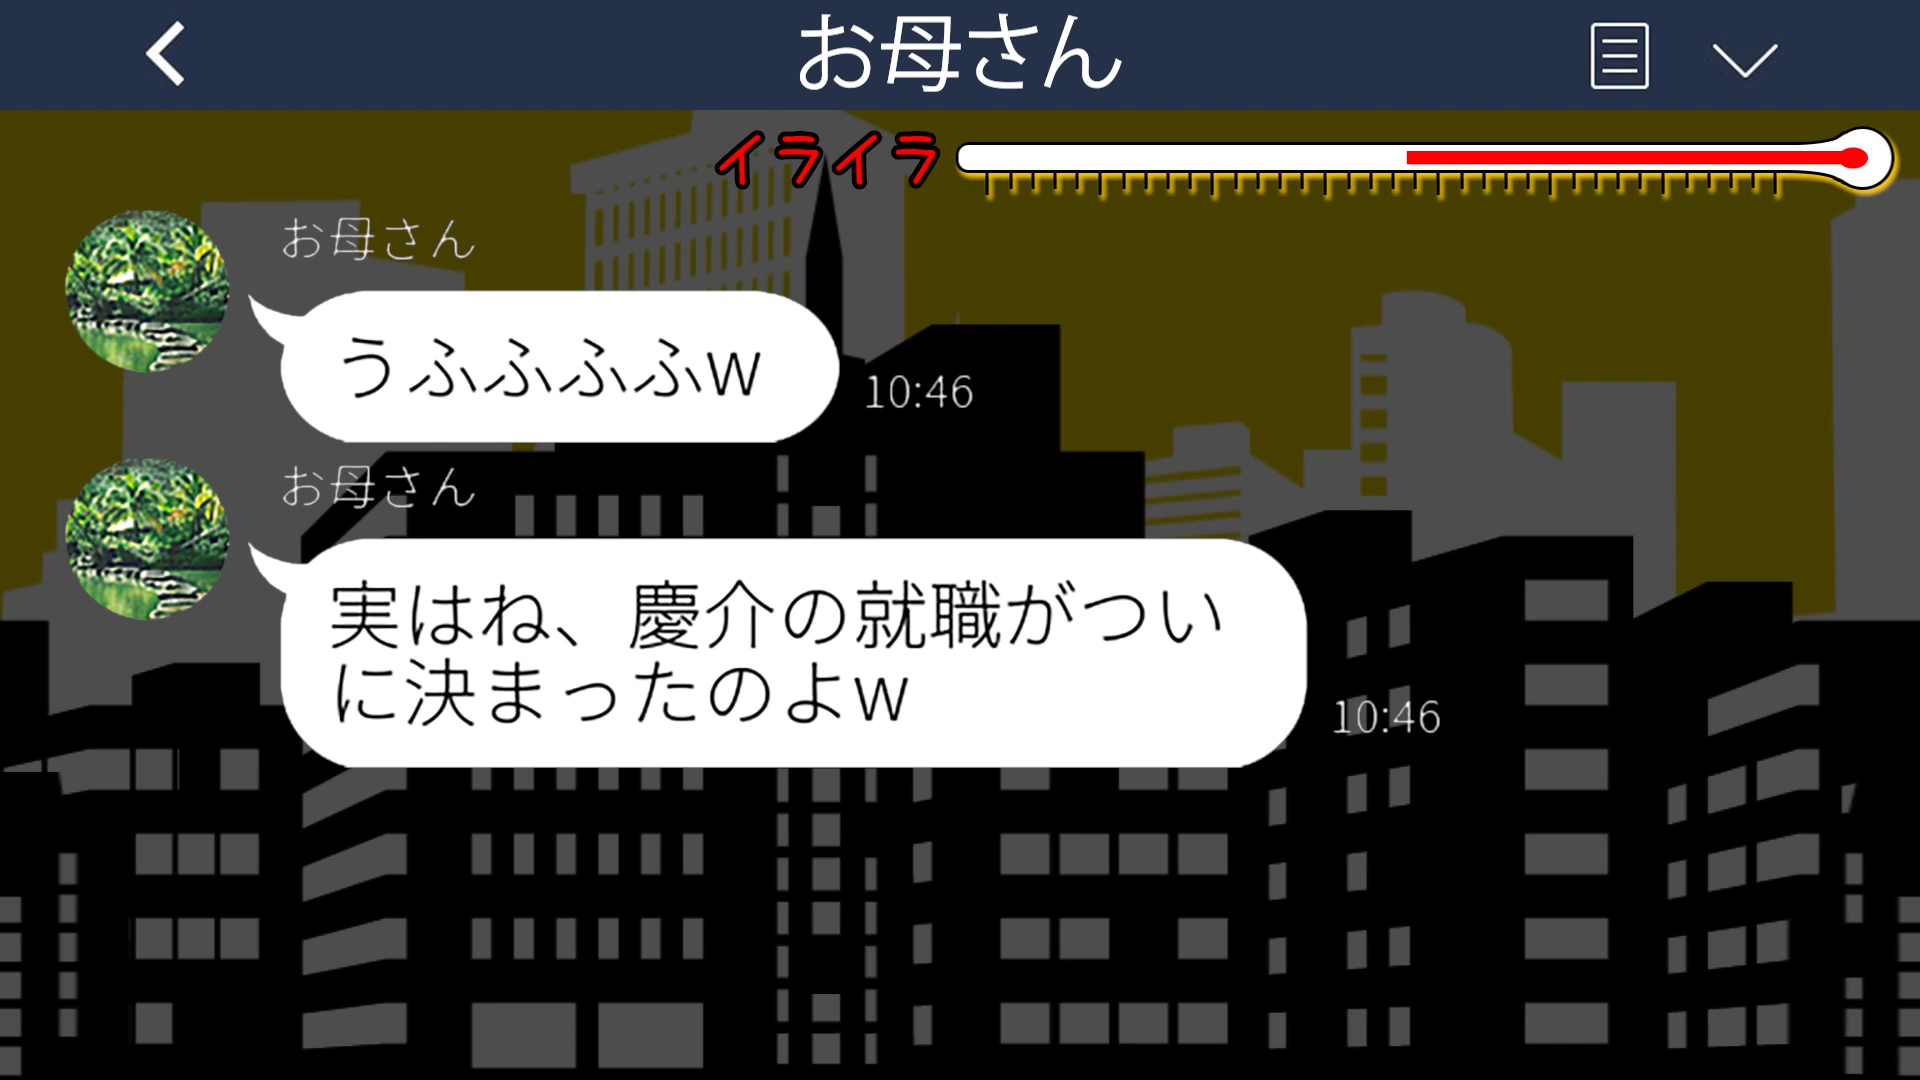 お母さん
イライラ
お母さん
うふふふふw
10:46
お母さん
実はね、慶介の就職がつい
に決まったのよw
10:46